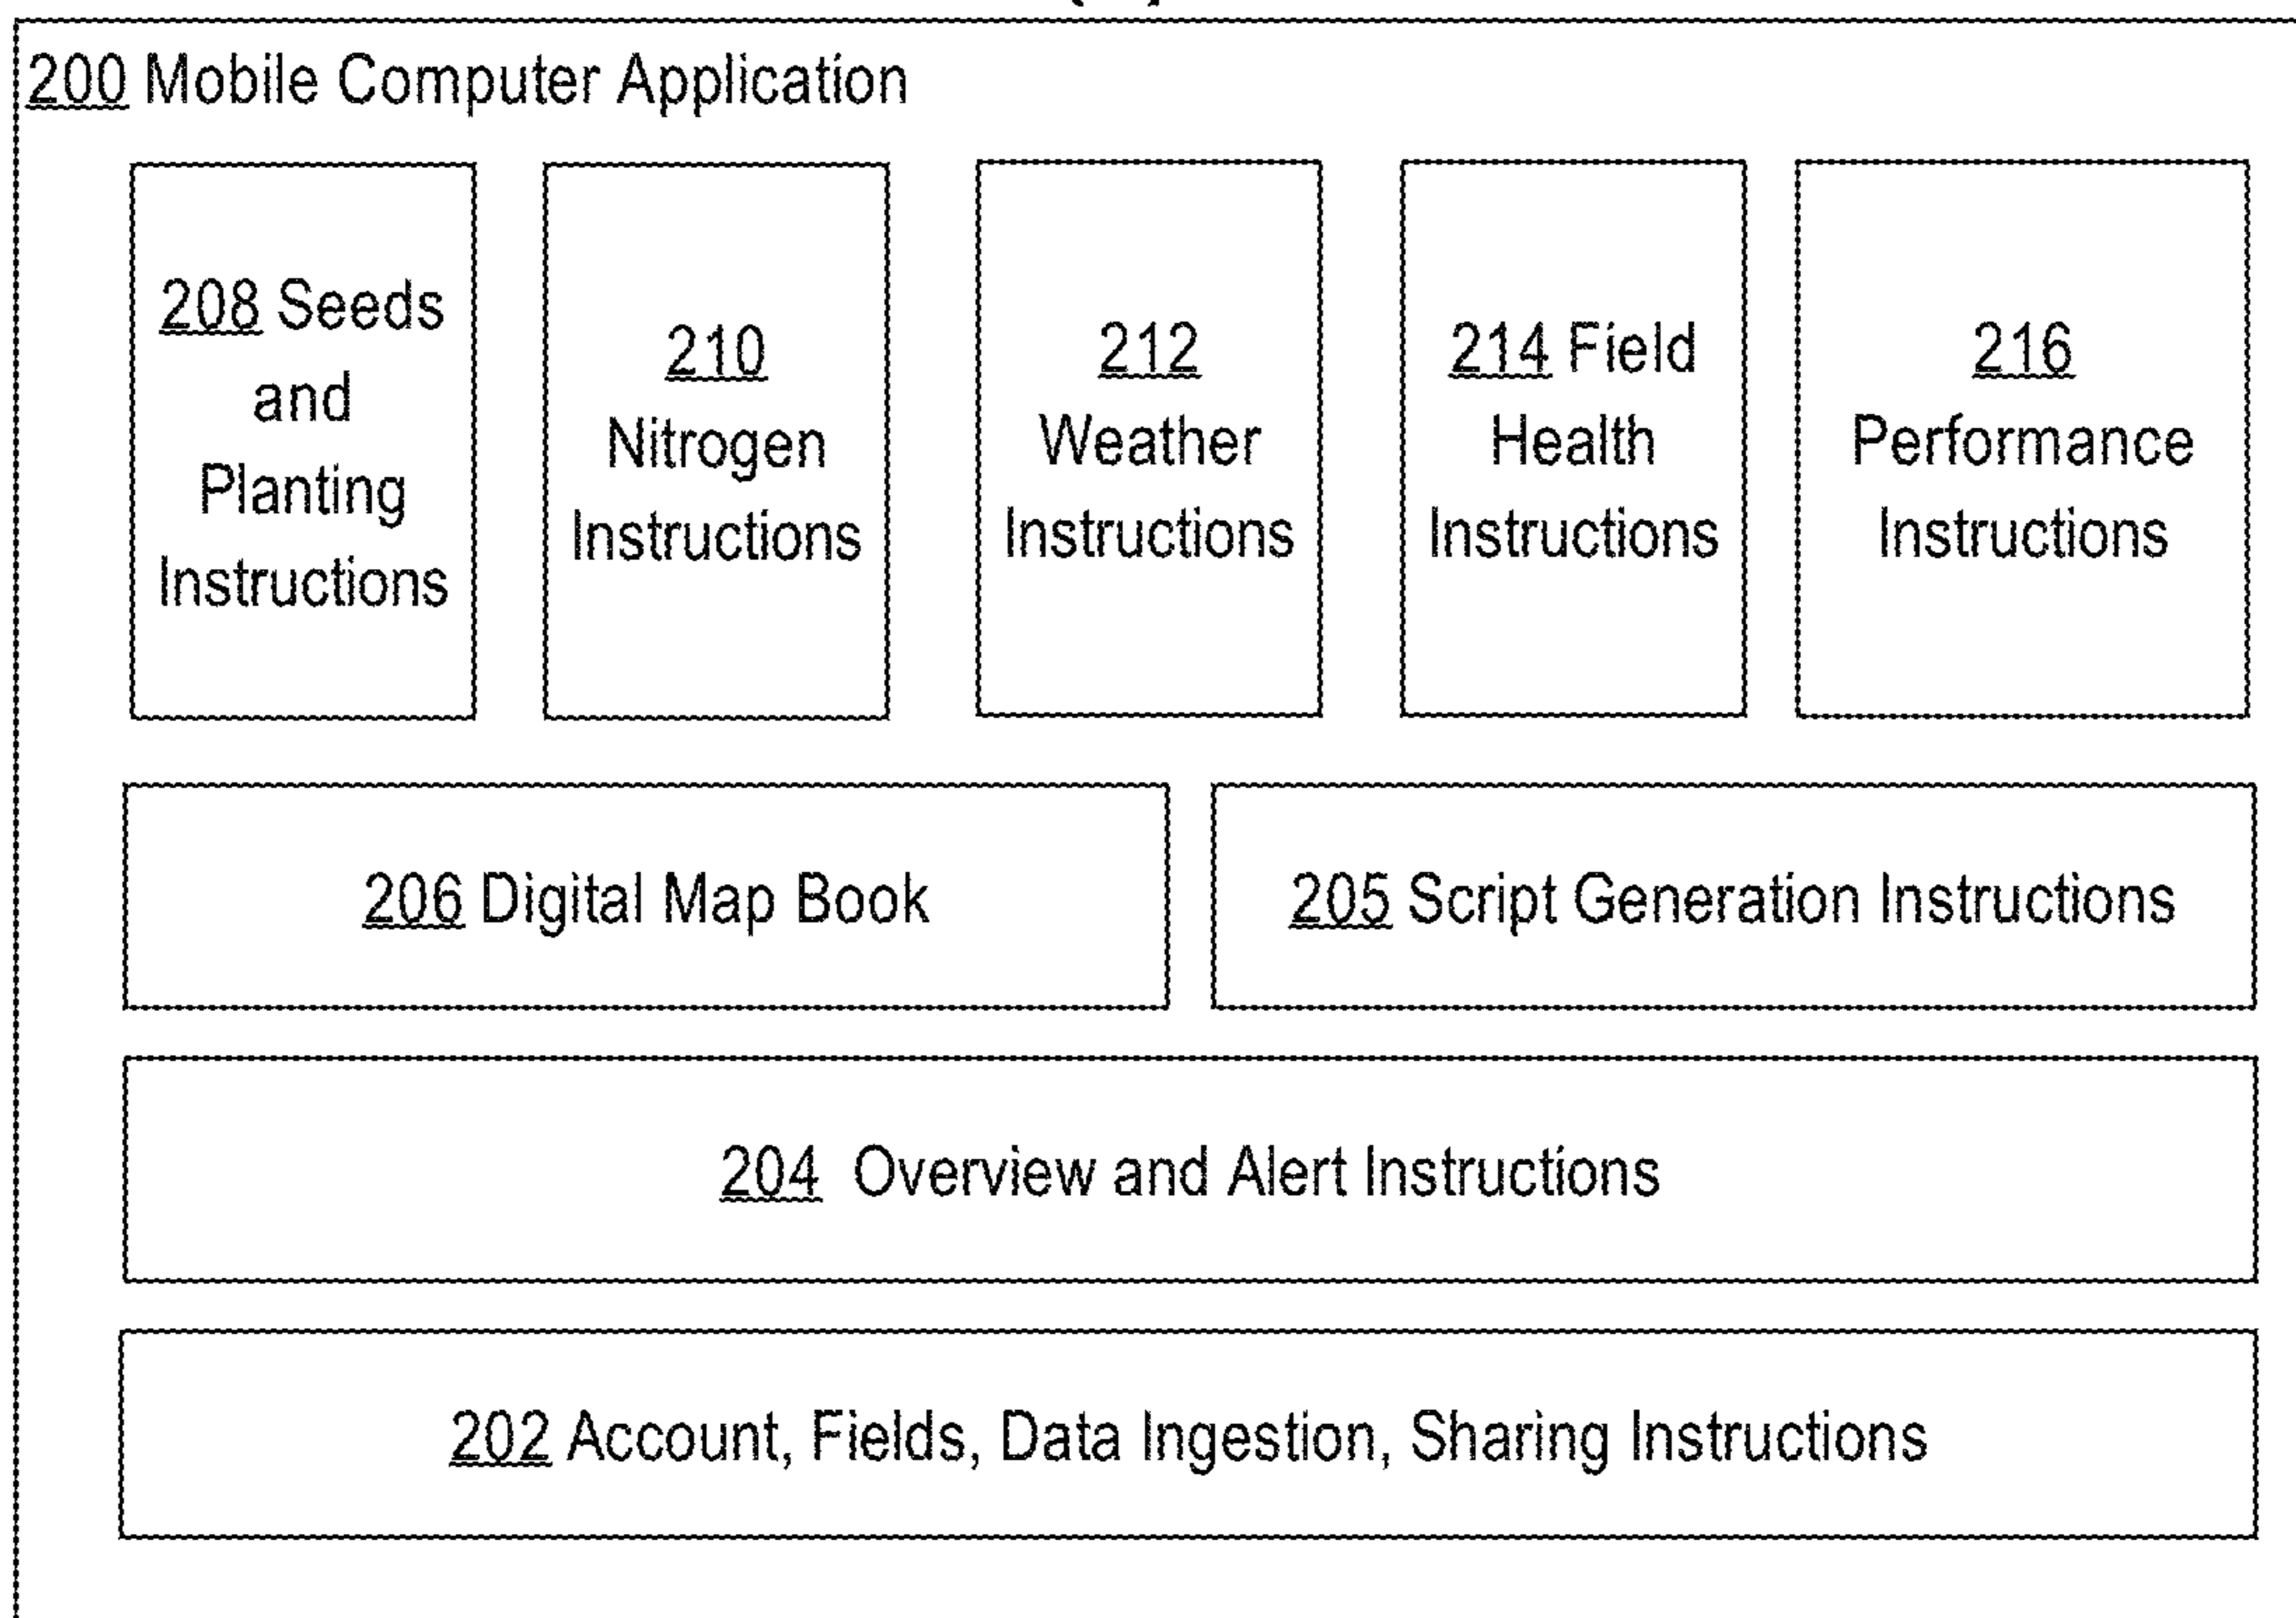 200 Mobile Computer Application
208 Seeds
and
Planting
Instructions
210
Nitrogen
Instructions
212
Weather
Instructions
214 Field
Health
Instructions
216
Performance
Instructions
206 Digital Map Book
205 Script Generation Instructions
204 Overview and Alert Instructions
202 Account, Fields, Data Ingestion, Sharing Instructions